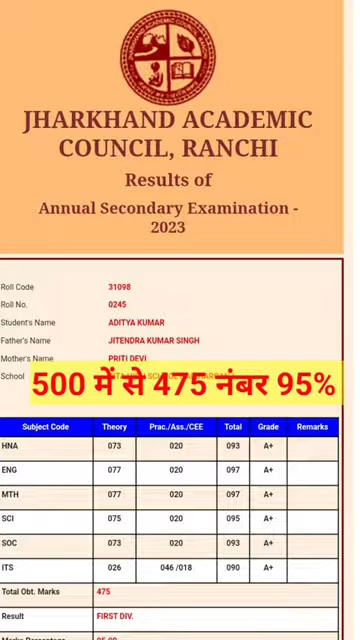 JHARKHAND ACADEMIC
COUNCIL, RANCHI
Results of
Annual Secondary Examination -
2023
Roll Code 31098
Roll No. 0245
Student's Name ADITYA KUMAR
Father's Name JITENDRA KUMAR SINGH
Mother's Name PRITI DEVI
School
500 में से 475 नंबर 95%
Subject Code Theory Prac./Ass./CEE Total Grade Remarks
HNA 073 020 093 A+
ENG 077 020 097 A+
MTH 077 020 097 A+
SCI 075 020 095 A+
SOC 073 020 093 A+
ITS 026 046 /018 090 A+
Total Obt. Marks 475
Result FIRST DIV.